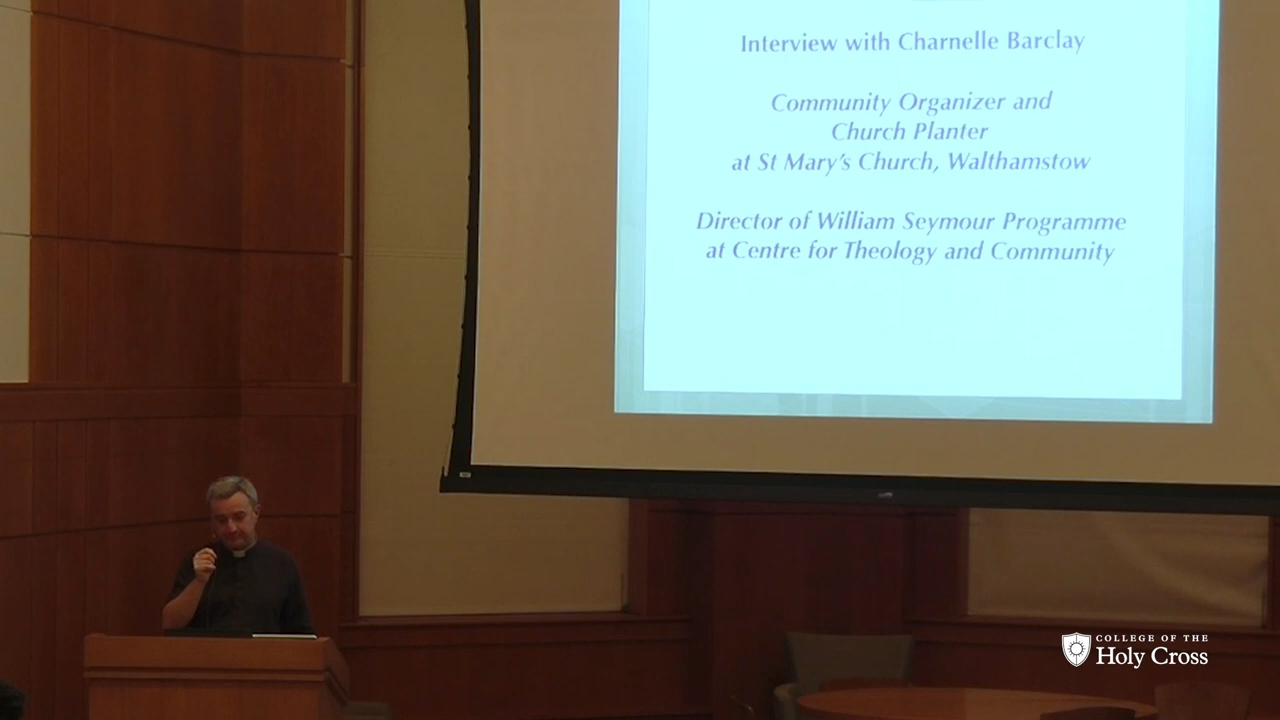 Interview with Charnelle Barclay
Community Organizer and
Church Planter
at St Mary's Church, Walthamstow
Director of William Seymour Programme
at Centre for Theology and Community
COLLEGE OF THE
Holy Cross